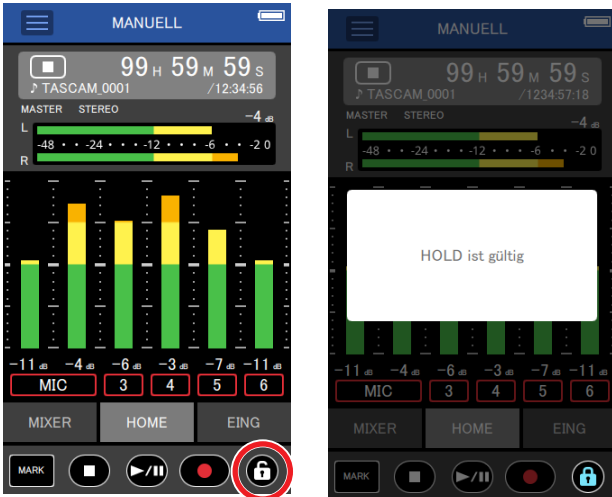 MANUELL
99 H 59 M 59 S
♪ TASCAM_0001 /12:34:56
MASTER STEREO -4 dB
L
-48 • • -24 • • • -12 • • • -6 • • -2 0
R
-11 dB -4 dB -6 dB -3 dB -7 dB -11 dB
MIC 3 4 5 6
MIXER HOME EING
MARK
MANUELL
99 H 59 M 59 S
♪ TASCAM_0001 /1234:57:18
MASTER STEREO -4 dB
L
-48 • • -24 • • • -12 • • • -6 • • -2 0
R
HOLD ist gültig
-11 dB -4 dB -6 dB -3 dB -7 dB -11 dB
MIC 3 4 5 6
MIXER HOME EING
MARK